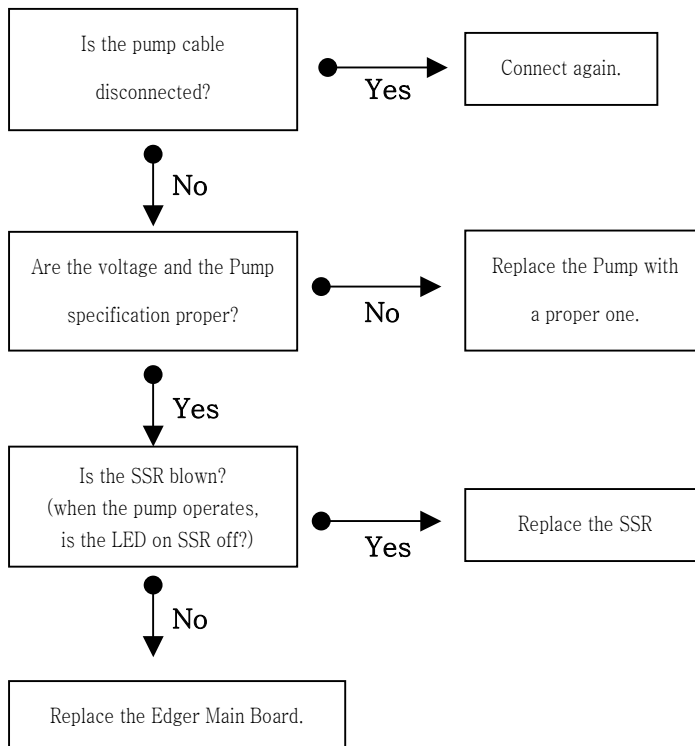 Is the pump cable
disconnected?
Yes
Connect again.
No
Are the voltage and the Pump
specification proper?
No
Replace the Pump with
a proper one.
Yes
Is the SSR blown?
(when the pump operates,
is the LED on SSR off?)
Yes
Replace the SSR
No
Replace the Edger Main Board.